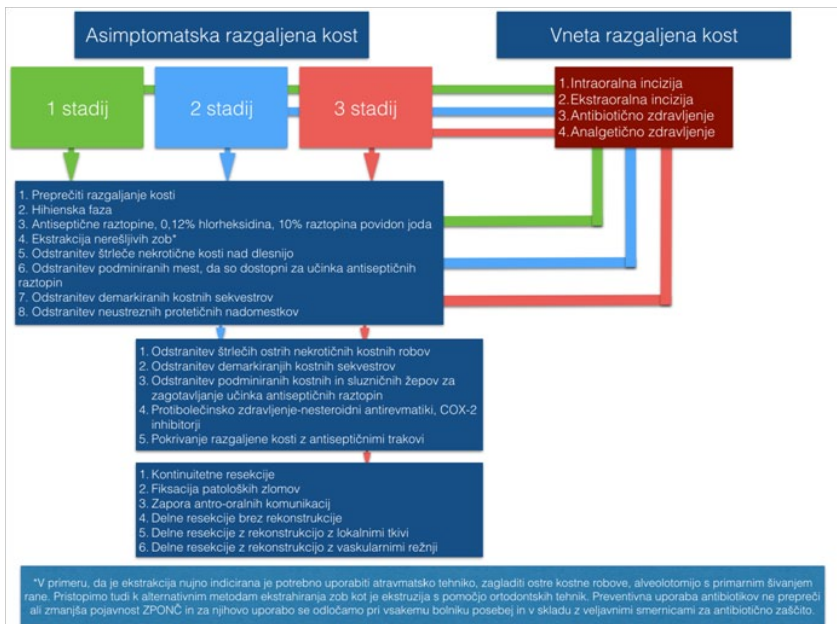 Asimptomatska razgaljena kost
Vneta razgaljena kost
1 stadij
2 stadij
3 stadij
1. Intraoralna incizija
2. Ekstraoralna incizija
3. Antibiotično zdravljenje
4. Analgetično zdravljenje
1. Preprečiti razgaljanje kosti
2. Hihienska faza
3. Antiseptične raztopine, 0,12% hlorheksidina, 10% raztopina povidon joda
4. Ekstrakcija nerešljivih zob*
5. Odstranitev štrleče nekrotične kosti nad dlesnijo
6. Odstranitev podminiranih mest, da so dostopni za učinka antiseptičnih
raztopin
7. Odstranitev demarkiranih kostnih sekvestrov
8. Odstranitev neustreznih protetičnih nadomestkov
1. Odstranitev štrlečih ostrih nekrotičnih kostnih robov
2. Odstranitev demarkiranjih kostnih sekvestrov
3. Odstranitev podminiranih kostnih in sluzničnih žepov za
zagotavljanje učinka antiseptičnih raztopin
4. Protibolečinsko zdravljenje-nesteroidni antirevmatiki, COX-2
inhibitorji
5. Pokrivanje razgaljene kosti z antiseptičnimi trakovi
1. Kontinuitetne resekcije
2. Fiksacija patoloških zlomov
3. Zapora antro-oralnih komunikacij
4. Delne resekcije brez rekonstrukcije
5. Delne resekcije z rekonstrukcijo z lokalnimi tkivi
6. Delne resekcije z rekonstrukcijo z vaskularnimi režnji
*V primeru, da je ekstrakcija nujno indicirana je potrebno uporabiti atravmatsko tehniko, zagladiti ostre kostne robove, alveolotomijo s primarnim šivanjem
rane. Pristopimo tudi k alternativnim metodam ekstrahiranja zob kot je ekstruzija s pomočjo ortodontskih tehnik. Preventivna uporaba antibiotikov ne prepreči
ali zmanjša pojavnost ZPONČ in za njihovo uporabo se odločamo pri vsakemu bolniku posebej in v skladu z veljavnimi smernicami za antibiotično zaščito.